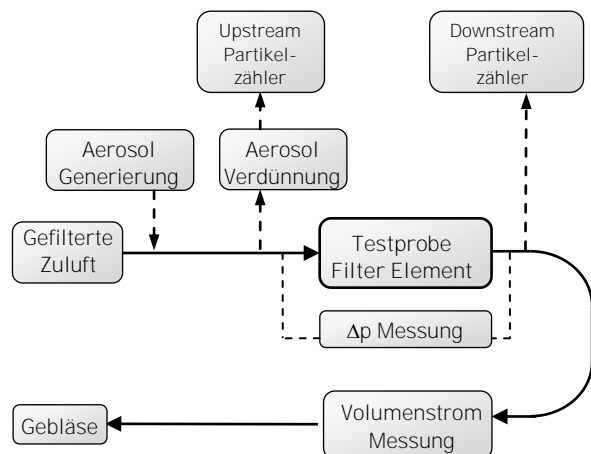 Upstream
Partikel-
zähler
Downstream
Partikel-
zähler
Aerosol
Generierung
Aerosol
Verdünnung
Gefilterte
Zuluft
Testprobe
Filter Element
Δp Messung
Gebläse
Volumenstrom
Messung